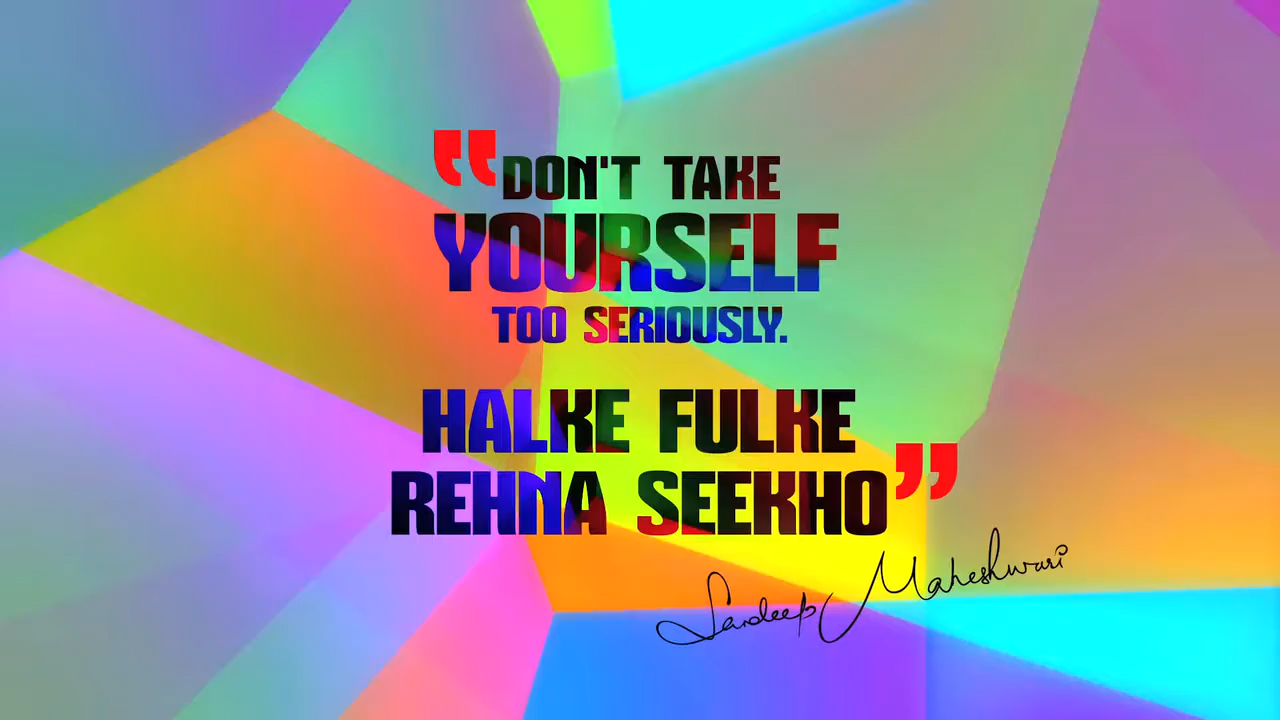 “DON'T TAKE
YOURSELF
TOO SERIOUSLY.
HALKE FULKE
REHNA SEEKHO”
Sandeep Maheshwari